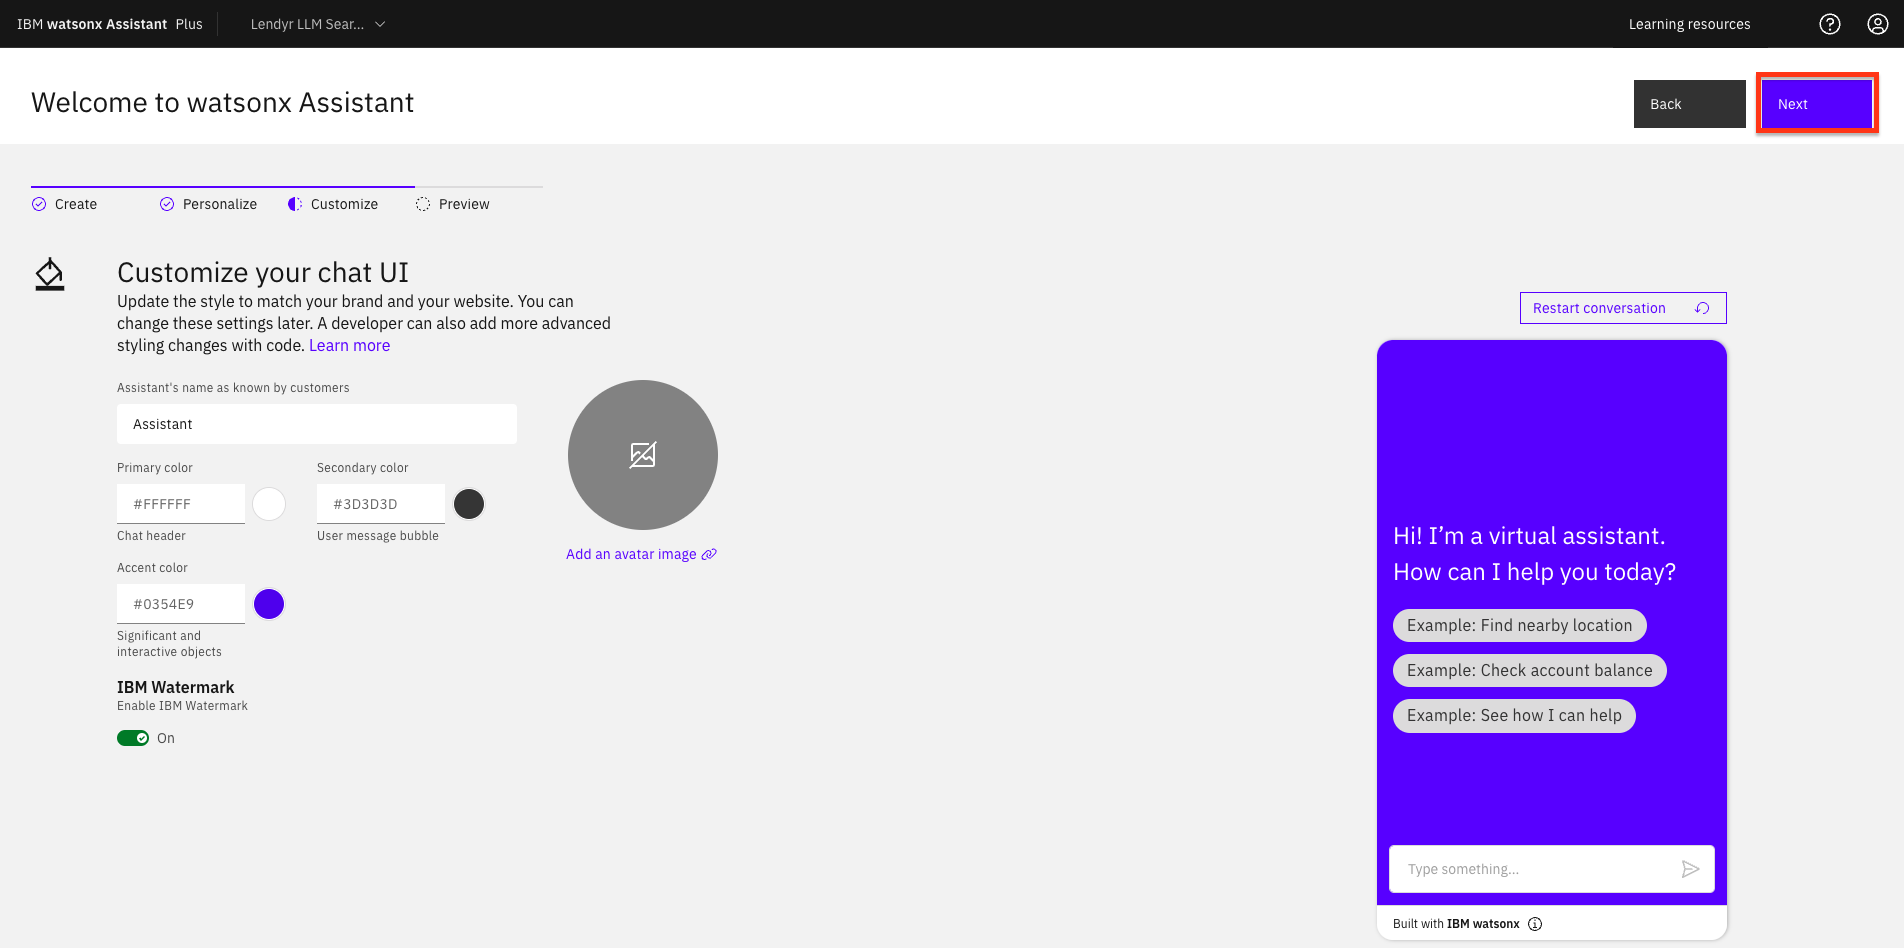 IBM watsonx Assistant Plus
Lendyr LLM Sear...
Learning resources
Welcome to watsonx Assistant
Back
Next
Create
Personalize
Customize
Preview
Customize your chat UI
Update the style to match your brand and your website. You can
change these settings later. A developer can also add more advanced
styling changes with code. Learn more
Assistant's name as known by customers
Assistant
Primary color
Secondary color
#FFFFFF
#3D3D3D
Chat header
User message bubble
Add an avatar image
Accent color
#0354E9
Significant and
interactive objects
IBM Watermark
Enable IBM Watermark
On
Restart conversation
Hi! I’m a virtual assistant.
How can I help you today?
Example: Find nearby location
Example: Check account balance
Example: See how I can help
Type something...
Built with IBM watsonx